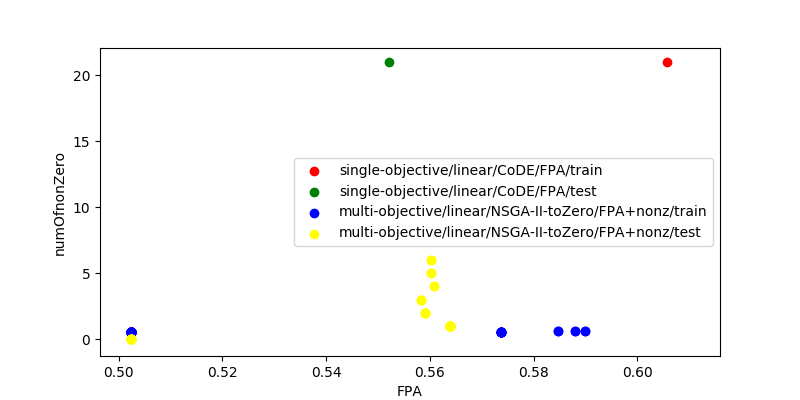 20
15
10
5
0
numOfnonZero
single-objective/linear/CoDE/FPA/train
single-objective/linear/CoDE/FPA/test
multi-objective/linear/NSGA-II-toZero/FPA+nonz/train
multi-objective/linear/NSGA-II-toZero/FPA+nonz/test
0.50 0.52 0.54 0.56 0.58 0.60
FPA